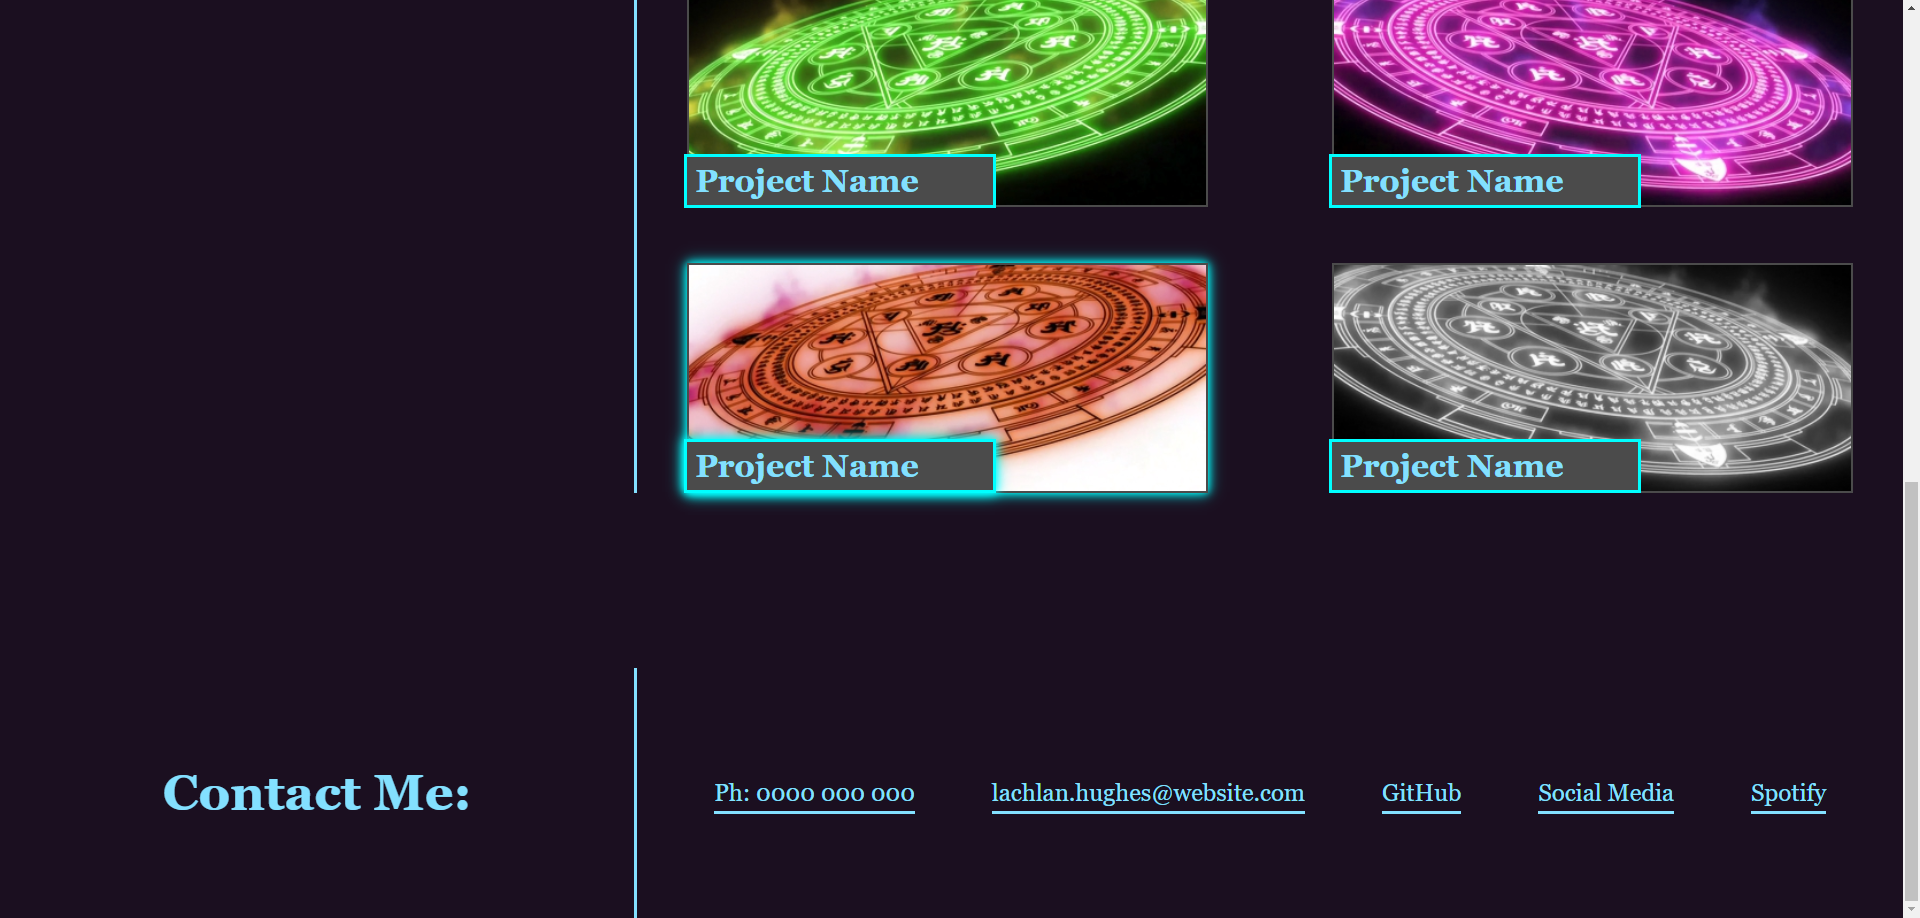 Project Name
Project Name
Project Name
Project Name
Contact Me:
Ph: 0000 000 000
lachlan.hughes@website.com
GitHub
Social Media
Spotify